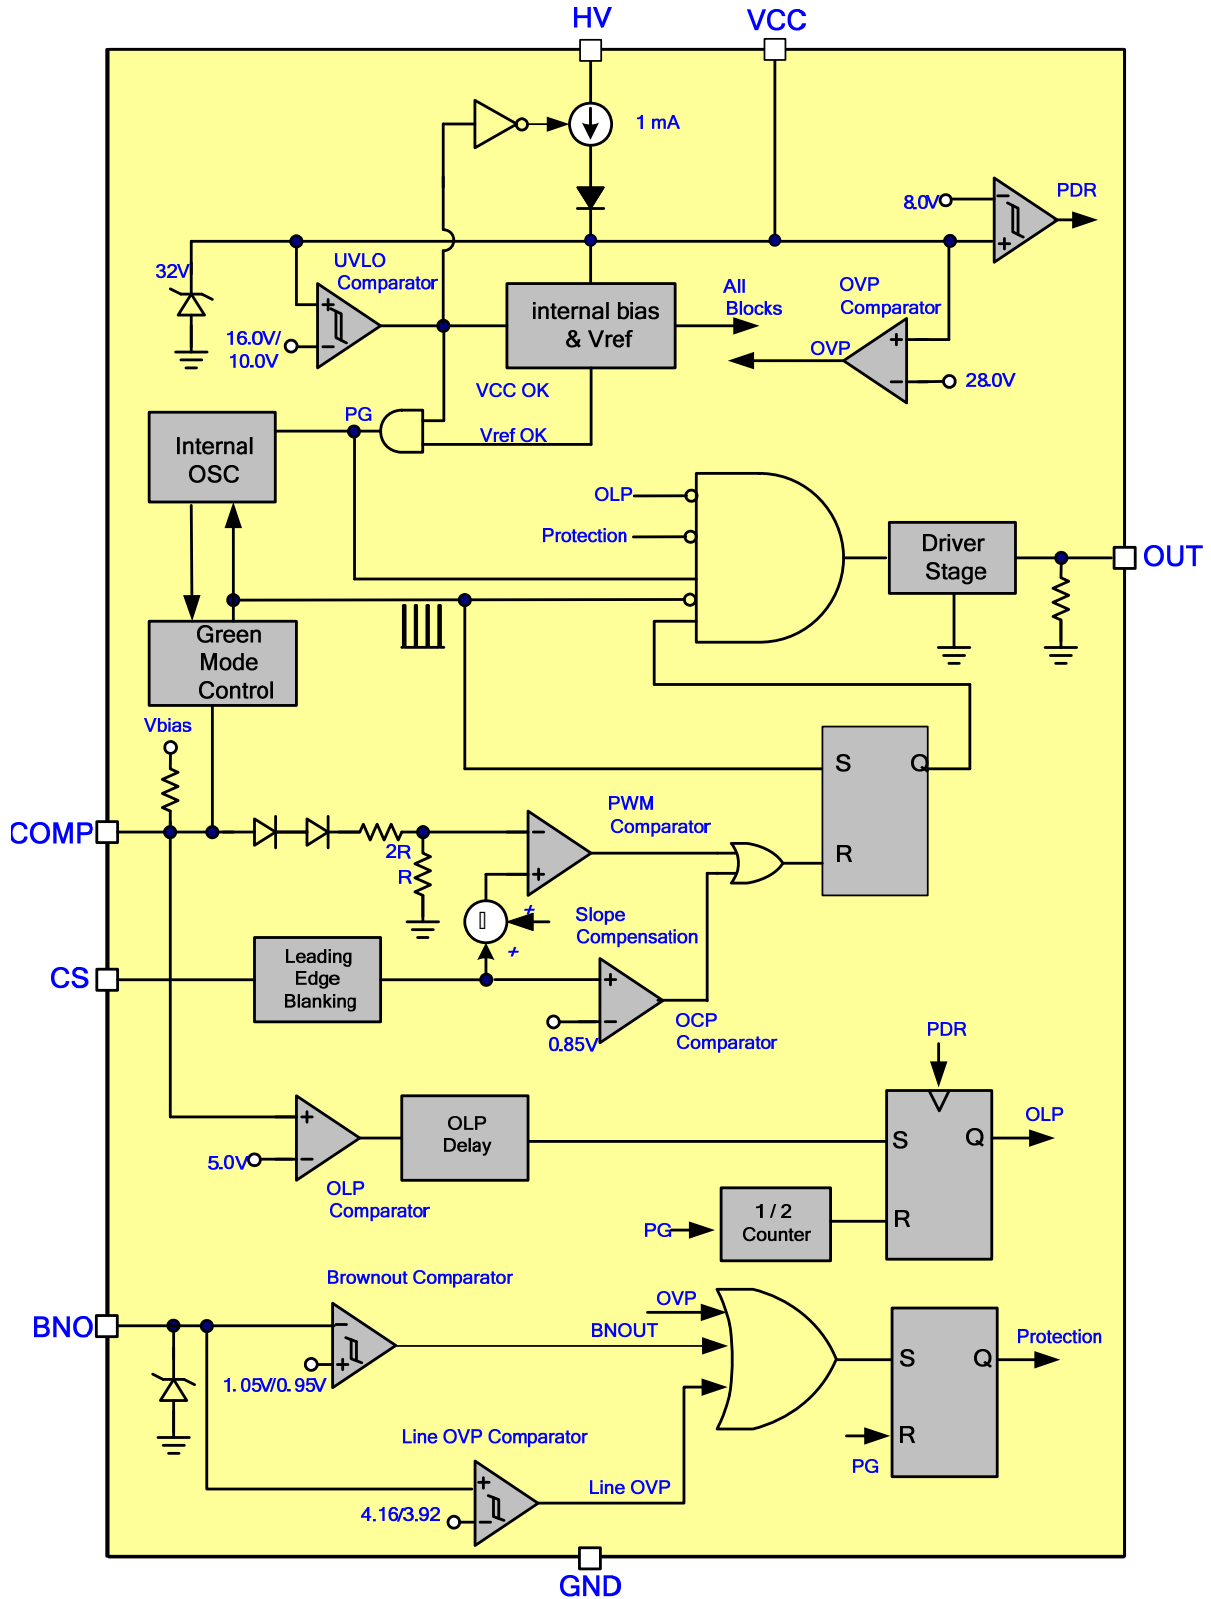 HV
VCC
1 mA
PDR
8.0V
32V
UVLO
Comparator
16.0V/
10.0V
internal bias
& Vref
All
Blocks
OVP
Comparator
OVP
28.0V
VCC OK
Vref OK
PG
Internal
OSC
OLP
Protection
Driver
Stage
OUT
Green
Mode
Control
Vbias
S
Q
R
COMP
2R
R
PWM
Comparator
+
+
Slope
Compensation
CS
Leading
Edge
Blanking
0.85V
OCP
Comparator
PDR
OLP
Delay
S
Q
OLP
5.0V
OLP
Comparator
PG
1 / 2
Counter
R
Brownout Comparator
BNO
1.05V/0.95V
OVP
BNOUT
S
Q
Protection
R
PG
Line OVP Comparator
Line OVP
4.16/3.92
GND